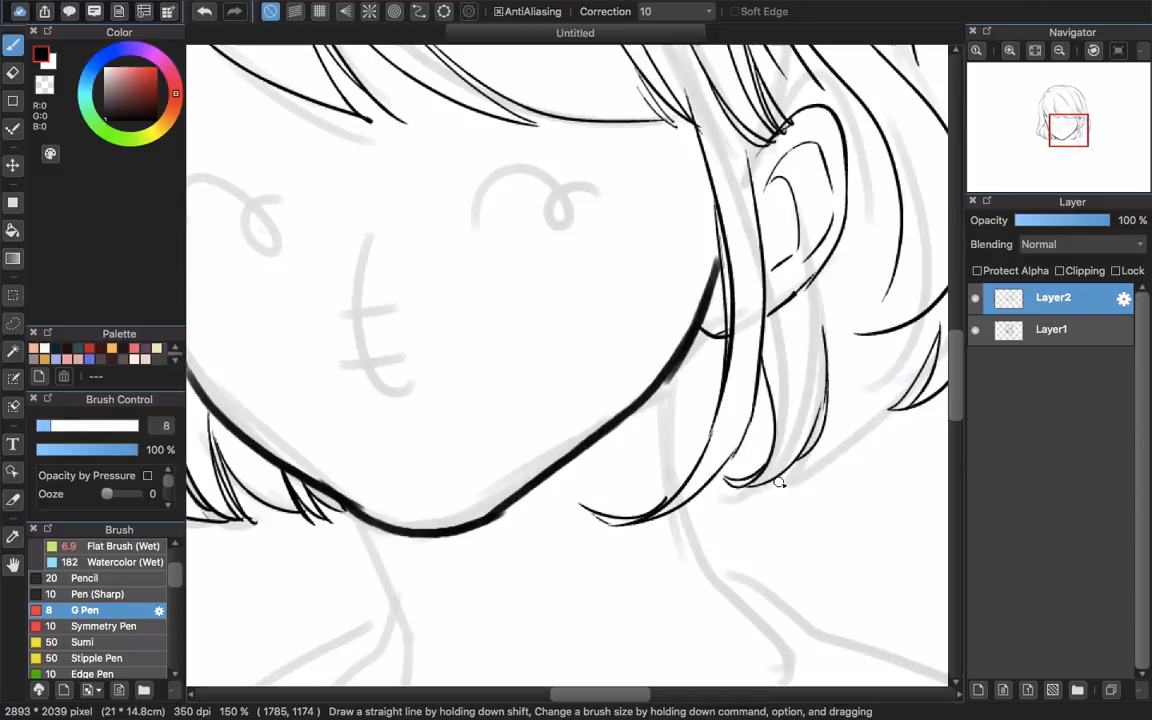 AntiAliasing Correction 10 Soft Edge
Untitled
Color
R:0
G:0
B:0
Palette
---
Brush Control
8
100 %
Opacity by Pressure
Ooze 0
Brush
6.9 Flat Brush (Wet)
182 Watercolor (Wet)
20 Pencil
10 Pen (Sharp)
8 G Pen
10 Symmetry Pen
50 Sumi
50 Stipple Pen
10 Edge Pen
Navigator
Layer
Opacity 100 %
Blending Normal
Protect Alpha Clipping Lock
Layer2
Layer1
2893 * 2039 pixel (21 * 14.8cm) 350 dpi 150 % ( 1785, 1174 ) Draw a straight line by holding down shift, Change a brush size by holding down command, option, and dragging